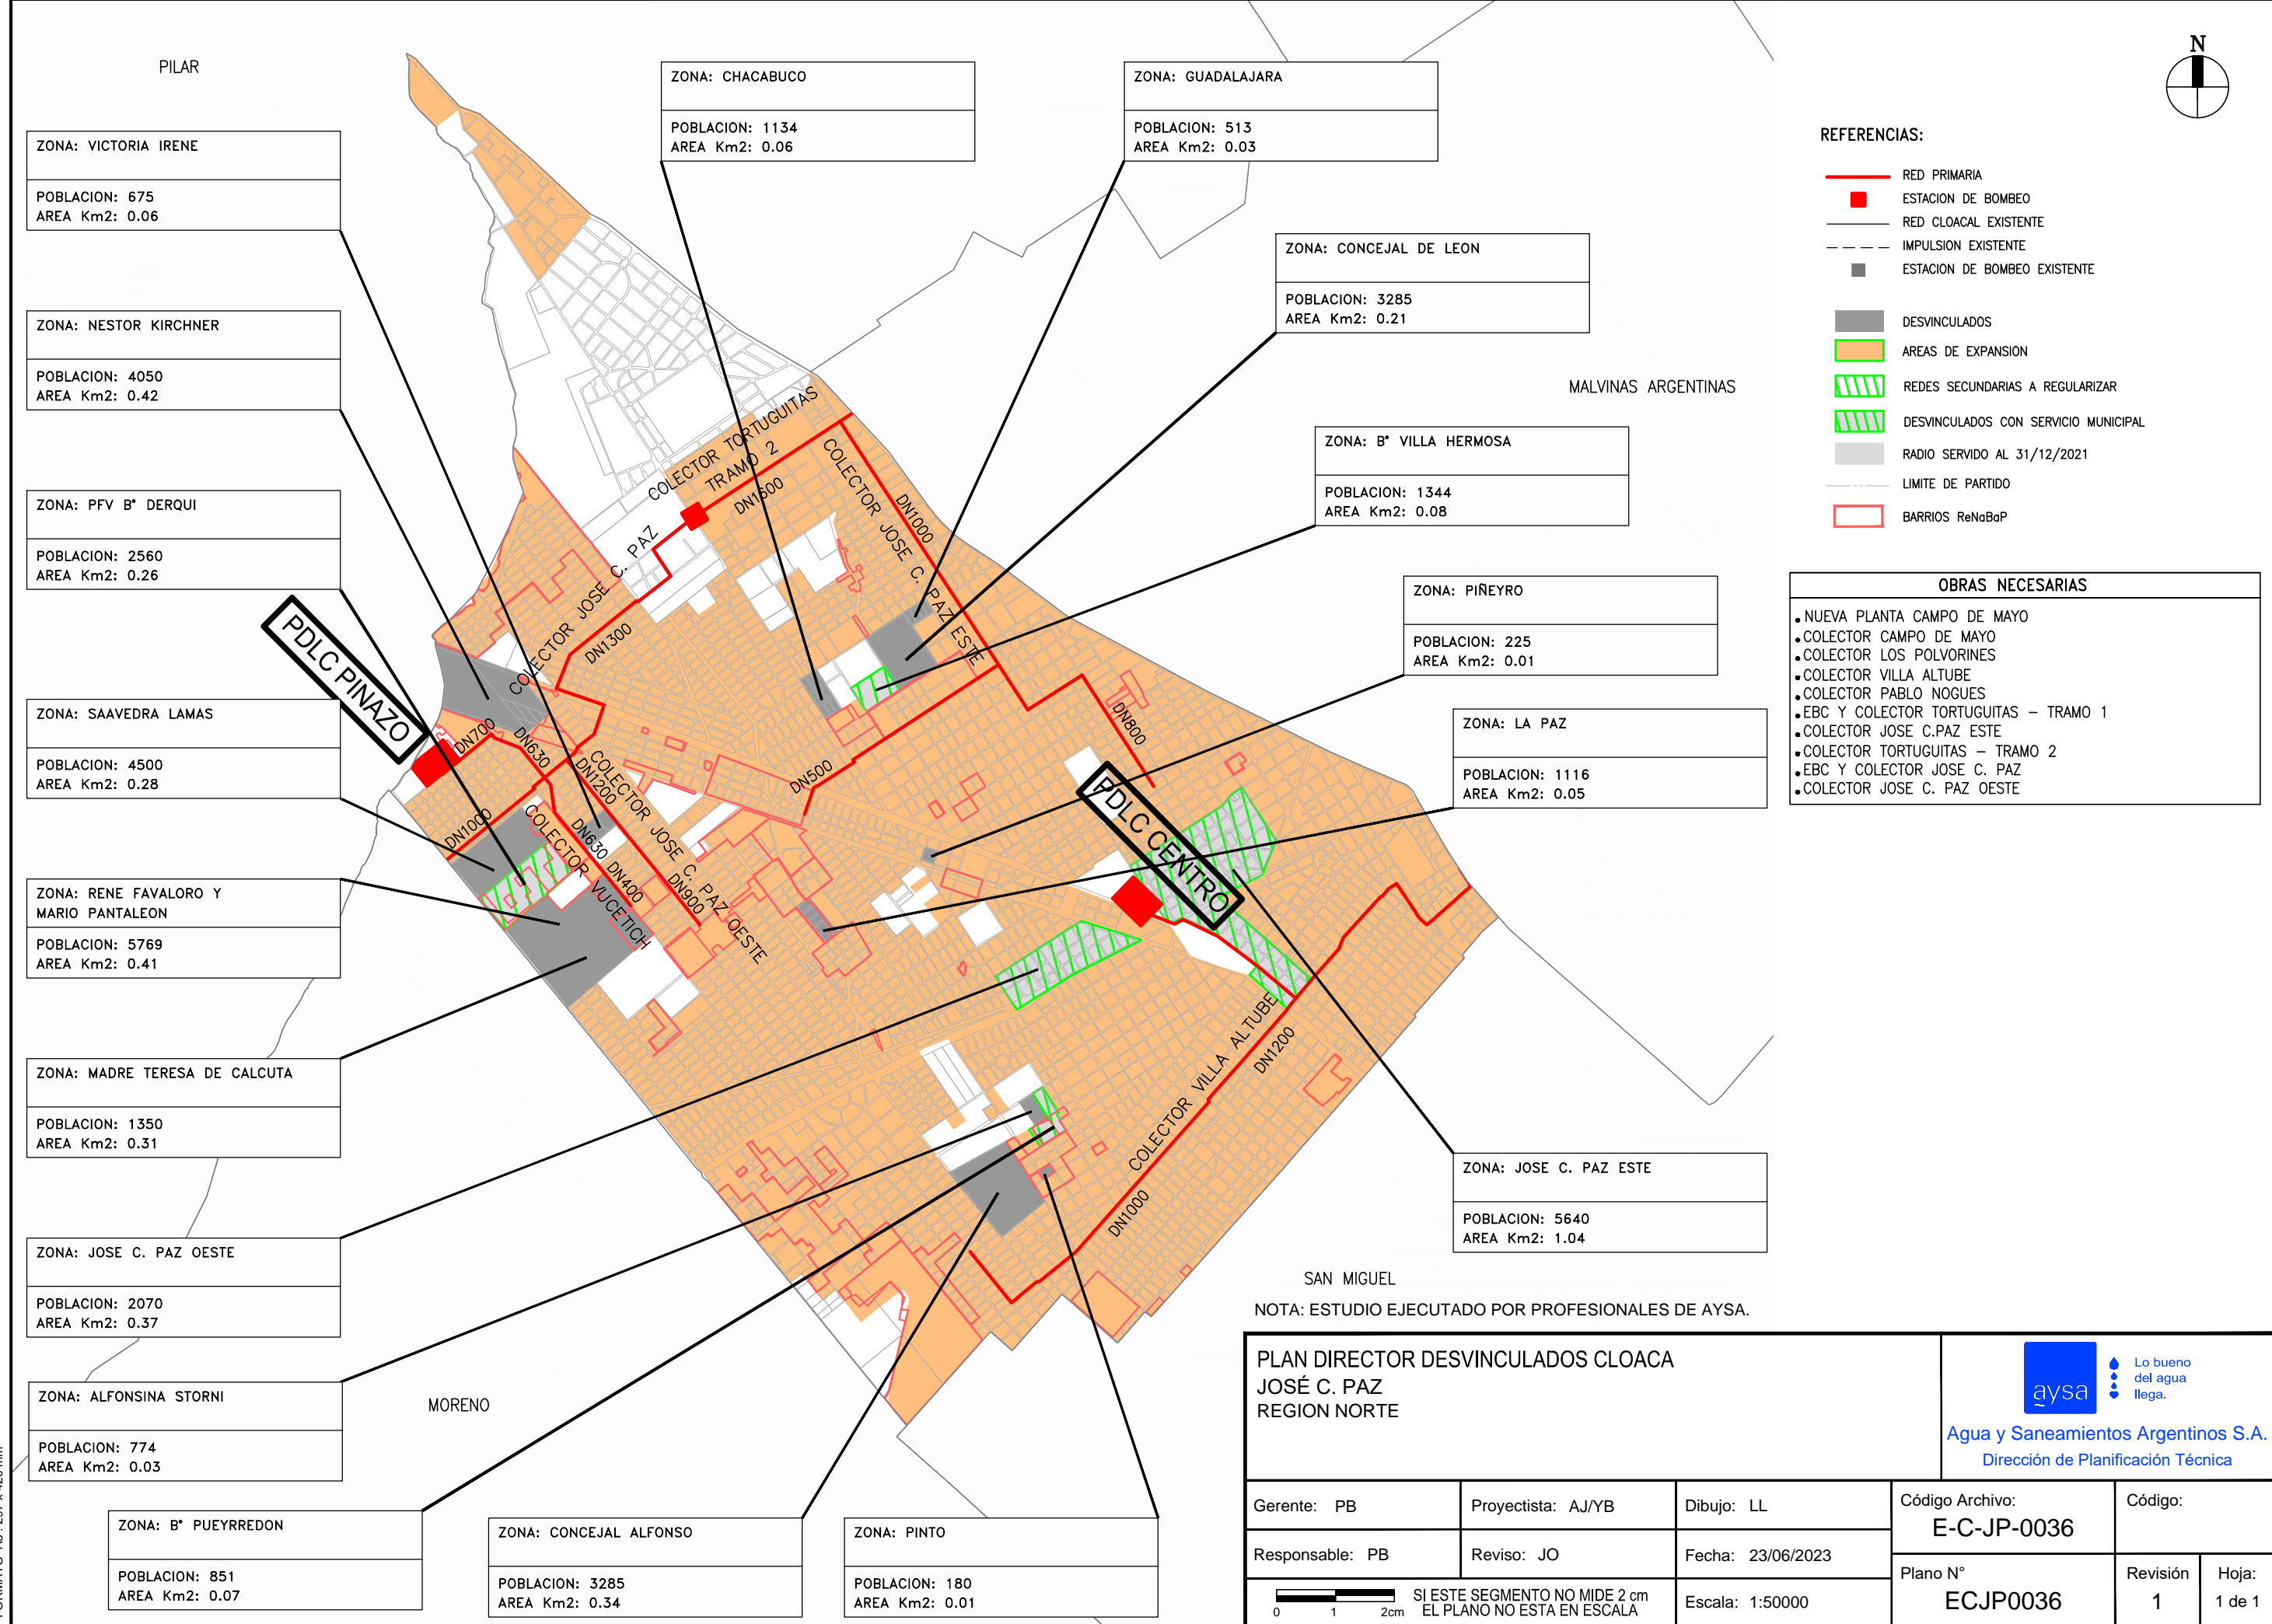 PILAR
ZONA: CHACABUCO
POBLACION: 1134
AREA Km2: 0.06
ZONA: GUADALAJARA
POBLACION: 513
AREA Km2: 0.03
N
ZONA: VICTORIA IRENE
POBLACION: 675
AREA Km2: 0.06
ZONA: CONCEJAL DE LEON
POBLACION: 3285
AREA Km2: 0.21
ZONA: NESTOR KIRCHNER
POBLACION: 4050
AREA Km2: 0.42
MALVINAS ARGENTINAS
ZONA: B° VILLA HERMOSA
POBLACION: 1344
AREA Km2: 0.08
ZONA: PFV B° DERQUI
POBLACION: 2560
AREA Km2: 0.26
ZONA: PIÑEYRO
POBLACION: 225
AREA Km2: 0.01
ZONA: SAAVEDRA LAMAS
POBLACION: 4500
AREA Km2: 0.28
ZONA: LA PAZ
POBLACION: 1116
AREA Km2: 0.05
ZONA: RENE FAVALORO Y
MARIO PANTALEON
POBLACION: 5769
AREA Km2: 0.41
ZONA: MADRE TERESA DE CALCUTA
POBLACION: 1350
AREA Km2: 0.31
ZONA: JOSE C. PAZ ESTE
POBLACION: 5640
AREA Km2: 1.04
ZONA: JOSE C. PAZ OESTE
POBLACION: 2070
AREA Km2: 0.37
ZONA: ALFONSINA STORNI
POBLACION: 774
AREA Km2: 0.03
ZONA: B° PUEYRREDON
POBLACION: 851
AREA Km2: 0.07
ZONA: CONCEJAL ALFONSO
POBLACION: 3285
AREA Km2: 0.34
ZONA: PINTO
POBLACION: 180
AREA Km2: 0.01
MORENO
SAN MIGUEL
COLECTOR TORTUGUITAS
TRAMO 2
DN1600
COLECTOR JOSE C. PAZ ESTE
DN1000
COLECTOR JOSE C. PAZ
DN1300
PDLC PINAZO
DN700
DN630
DN1000
DN1200
COLECTOR JOSE C. PAZ OESTE
COLECTOR VUCETICH
DN630
DN400
DN900
DN500
DN800
PDLC CENTRO
COLECTOR VILLA ALTUBE
DN1200
DN1000
REFERENCIAS:
RED PRIMARIA
ESTACION DE BOMBEO
RED CLOACAL EXISTENTE
IMPULSION EXISTENTE
ESTACION DE BOMBEO EXISTENTE
DESVINCULADOS
AREAS DE EXPANSION
REDES SECUNDARIAS A REGULARIZAR
DESVINCULADOS CON SERVICIO MUNICIPAL
RADIO SERVIDO AL 31/12/2021
LIMITE DE PARTIDO
BARRIOS ReNaBaP
OBRAS NECESARIAS
• NUEVA PLANTA CAMPO DE MAYO
• COLECTOR CAMPO DE MAYO
• COLECTOR LOS POLVORINES
• COLECTOR VILLA ALTUBE
• COLECTOR PABLO NOGUES
• EBC Y COLECTOR TORTUGUITAS – TRAMO 1
• COLECTOR JOSE C.PAZ ESTE
• COLECTOR TORTUGUITAS – TRAMO 2
• EBC Y COLECTOR JOSE C. PAZ
• COLECTOR JOSE C. PAZ OESTE
NOTA: ESTUDIO EJECUTADO POR PROFESIONALES DE AYSA.
PLAN DIRECTOR DESVINCULADOS CLOACA
JOSÉ C. PAZ
REGION NORTE
aysa
Lo bueno
del agua
llega.
Agua y Saneamientos Argentinos S.A.
Dirección de Planificación Técnica
Gerente: PB
Proyectista: AJ/YB
Dibujo: LL
Código Archivo:
E-C-JP-0036
Código:
Responsable: PB
Reviso: JO
Fecha: 23/06/2023
Plano N°
ECJP0036
Revisión
1
Hoja:
1 de 1
0 1 2cm
SI ESTE SEGMENTO NO MIDE 2 cm
EL PLANO NO ESTA EN ESCALA
Escala: 1:50000